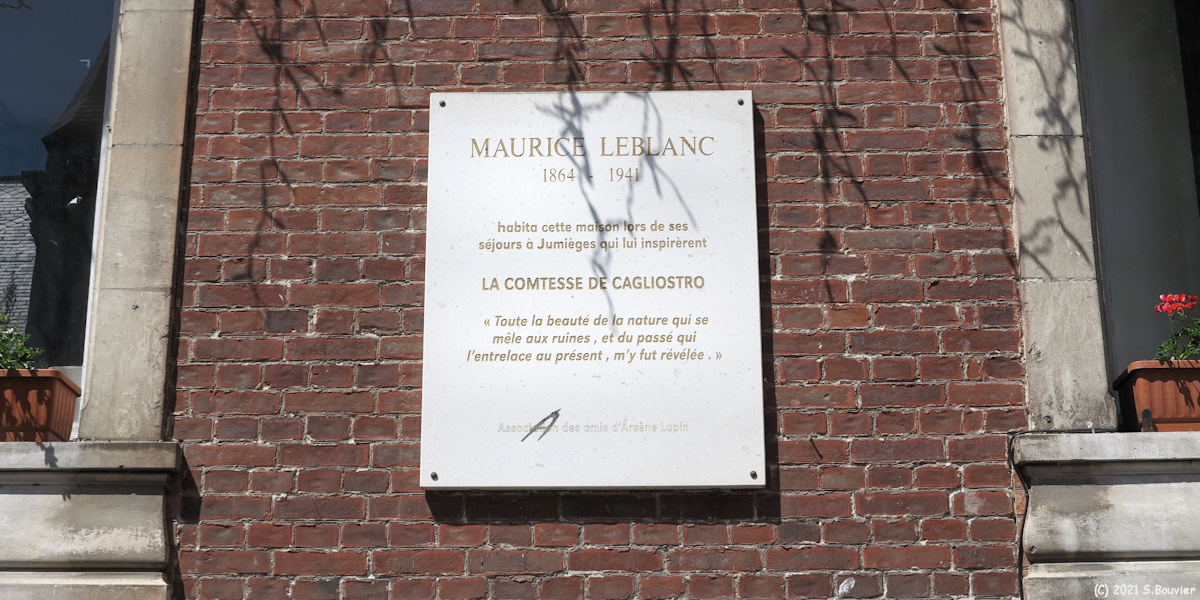 MAURICE LEBLANC
1864 - 1941
habita cette maison lors de ses
séjours à Jumièges qui lui inspirèrent
LA COMTESSE DE CAGLIOSTRO
« Toute la beauté de la nature qui se
mêle aux ruines , et du passé qui
l'entrelace au présent , m'y fut révélée . »
Association des amis d'Arsène Lupin
(C) 2021 S.Bouvier